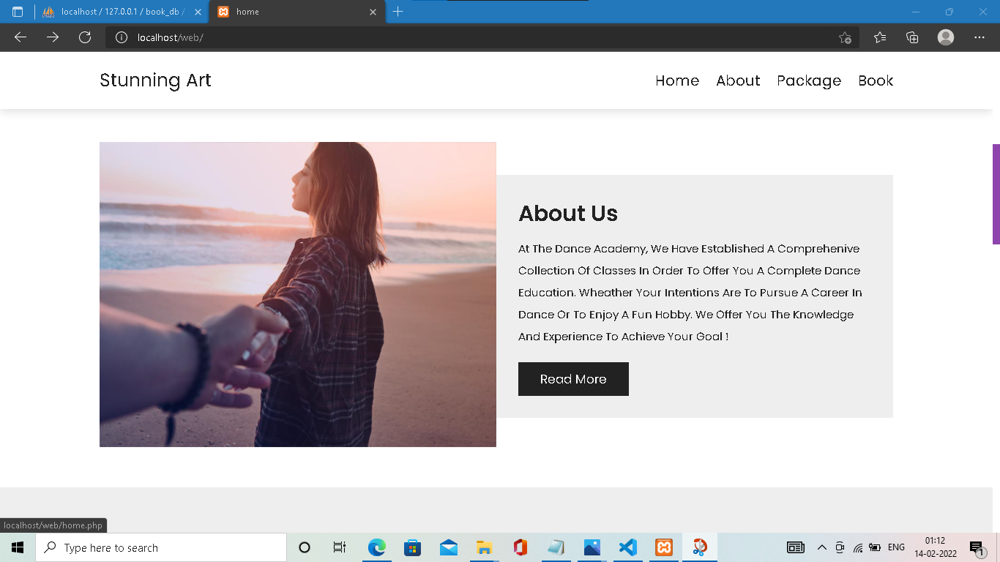 localhost / 127.0.0.1 / book_db /
home
localhost/web/
Stunning Art
Home About Package Book
About Us
At The Dance Academy, We Have Established A Comprehenive
Collection Of Classes In Order To Offer You A Complete Dance
Education. Wheather Your Intentions Are To Pursue A Career In
Dance Or To Enjoy A Fun Hobby. We Offer You The Knowledge
And Experience To Achieve Your Goal !
Read More
localhost/web/home.php
Type here to search
ENG
01:12
14-02-2022
1